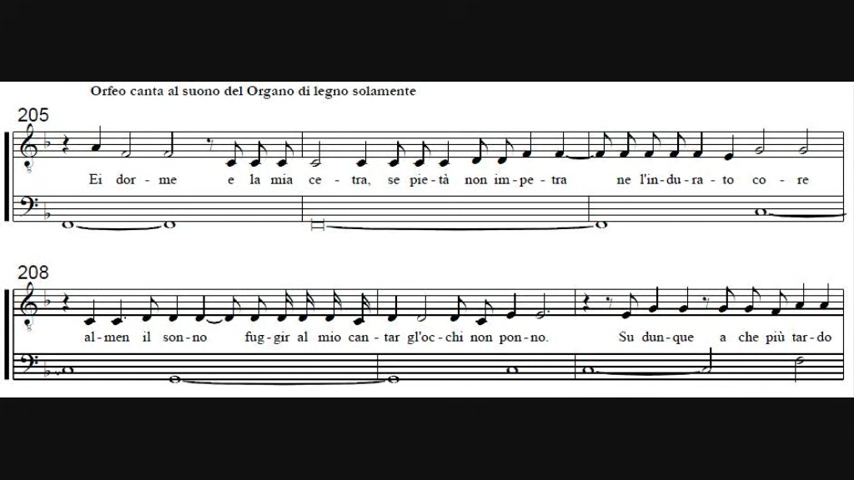 Orfeo canta al suono del Organo di legno solamente
205
Ei dor - me e la mia ce - tra, se pie - tà non im - pe - tra ne l'in - du - ra - to co - re
208
al - men il son - no fug - gir al mio can - tar gl'oc - chi non pon - no. Su dun - que a che più tar do